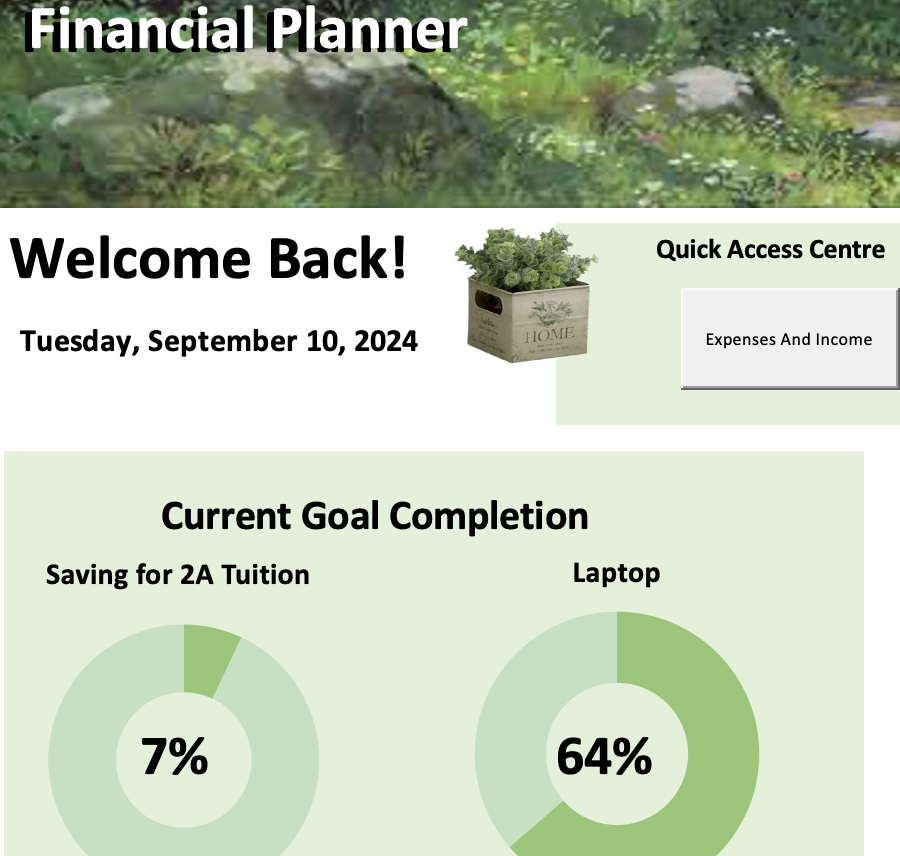 Financial Planner
Welcome Back!
Tuesday, September 10, 2024
HOME
Quick Access Centre
Expenses And Income
Current Goal Completion
Saving for 2A Tuition
Laptop
7%
64%